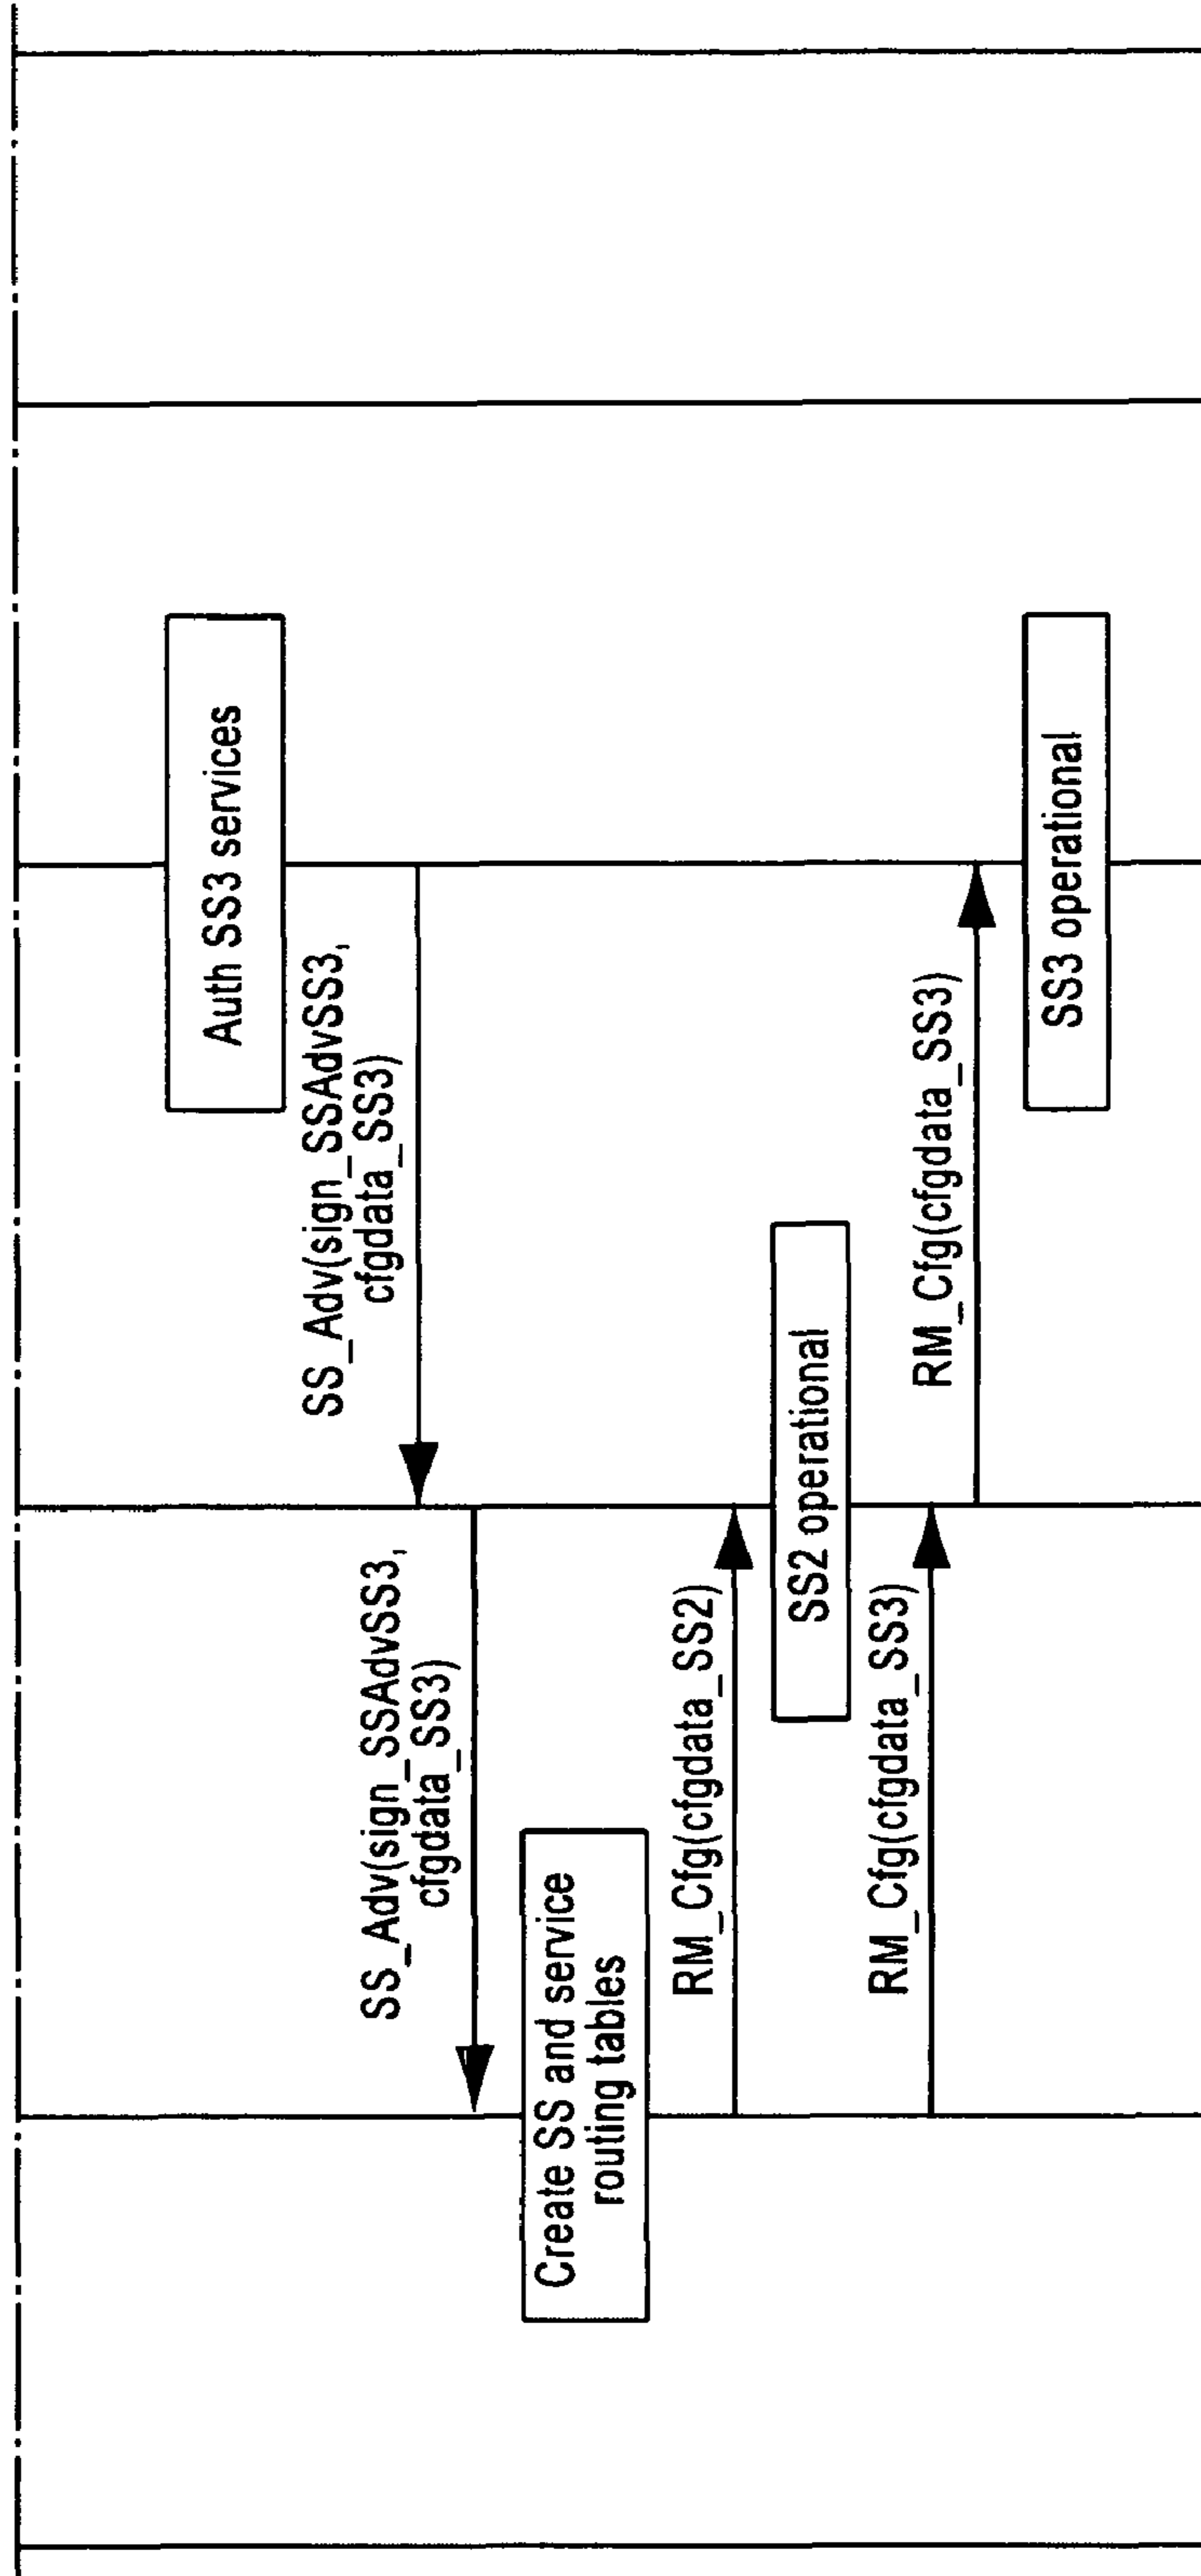 Auth SS3 services
SS_Adv(sign_SSAdvSS3,
cfgdata_SS3)
SS_Adv(sign_SSAdvSS3,
cfgdata_SS3)
Create SS and service
routing tables
RM_Cfg(cfgdata_SS2)
SS2 operational
RM_Cfg(cfgdata_SS3)
RM_Cfg(cfgdata_SS3)
SS3 operational